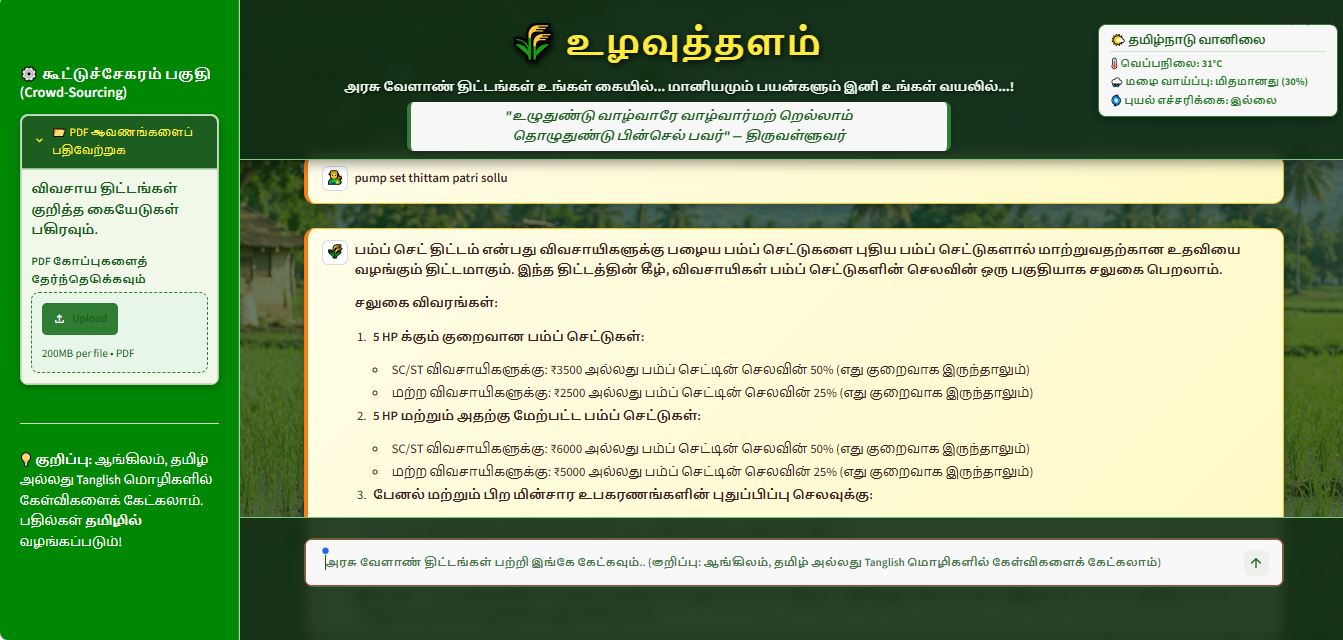 உழவுத்தளம்
அரசு வேளாண் திட்டங்கள் உங்கள் கையில்... மானியமும் பயன்களும் இனி உங்கள் வயலில்...!
"உழுதுண்டு வாழ்வாரே வாழ்வார்மற் றெல்லாம்
தொழுதுண்டு பின்செல் பவர்" — திருவள்ளுவர்
தமிழ்நாடு வானிலை
வெப்பநிலை: 31°C
மழை வாய்ப்பு: மிதமானது (30%)
புயல் எச்சரிக்கை: இல்லை
கூட்டுச்சேகரம் பகுதி
(Crowd-Sourcing)
PDF ஆவணங்களைப்
பதிவேற்றுக
விவசாய திட்டங்கள்
குறித்த கையேடுகள்
பகிரவும்.
PDF கோப்புகளைத்
தேர்ந்தெடுக்கவும்
Upload
200MB per file • PDF
குறிப்பு: ஆங்கிலம், தமிழ்
அல்லது Tanglish மொழிகளில்
கேள்விகளைக் கேட்கலாம்.
பதில்கள் தமிழில்
வழங்கப்படும்!
pump set thittam patri sollu
பம்ப் செட் திட்டம் என்பது விவசாயிகளுக்கு பழைய பம்ப் செட்டுகளை புதிய பம்ப் செட்டுகளால் மாற்றுவதற்கான உதவியை
வழங்கும் திட்டமாகும். இந்த திட்டத்தின் கீழ், விவசாயிகள் பம்ப் செட்டுகளின் செலவின் ஒரு பகுதியாக சலுகை பெறலாம்.
சலுகை விவரங்கள்:
1. 5 HP க்கும் குறைவான பம்ப் செட்டுகள்:
SC/ST விவசாயிகளுக்கு: ₹3500 அல்லது பம்ப் செட்டின் செலவின் 50% (எது குறைவாக இருந்தாலும்)
மற்ற விவசாயிகளுக்கு: ₹2500 அல்லது பம்ப் செட்டின் செலவின் 25% (எது குறைவாக இருந்தாலும்)
2. 5 HP மற்றும் அதற்கு மேற்பட்ட பம்ப் செட்டுகள்:
SC/ST விவசாயிகளுக்கு: ₹6000 அல்லது பம்ப் செட்டின் செலவின் 50% (எது குறைவாக இருந்தாலும்)
மற்ற விவசாயிகளுக்கு: ₹5000 அல்லது பம்ப் செட்டின் செலவின் 25% (எது குறைவாக இருந்தாலும்)
3. பேனல் மற்றும் பிற மின்சார உபகரணங்களின் புதுப்பிப்பு செலவுக்கு:
அரசு வேளாண் திட்டங்கள் பற்றி இங்கே கேட்கவும்.. (குறிப்பு: ஆங்கிலம், தமிழ் அல்லது Tanglish மொழிகளில் கேள்விகளைக் கேட்கலாம்)